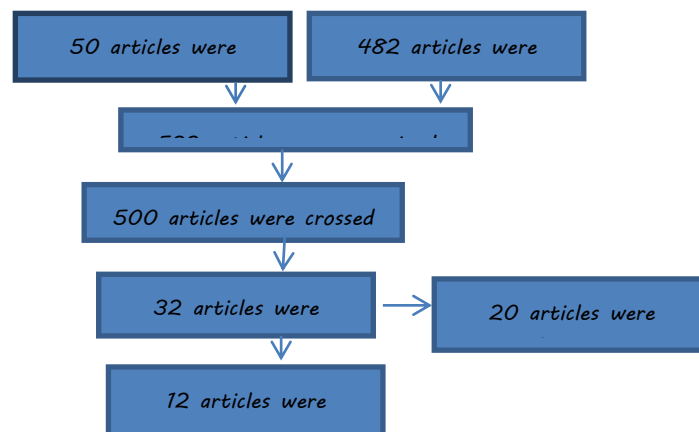 50 articles were
482 articles were
articles
500 articles were crossed
32 articles were
20 articles were
12 articles were